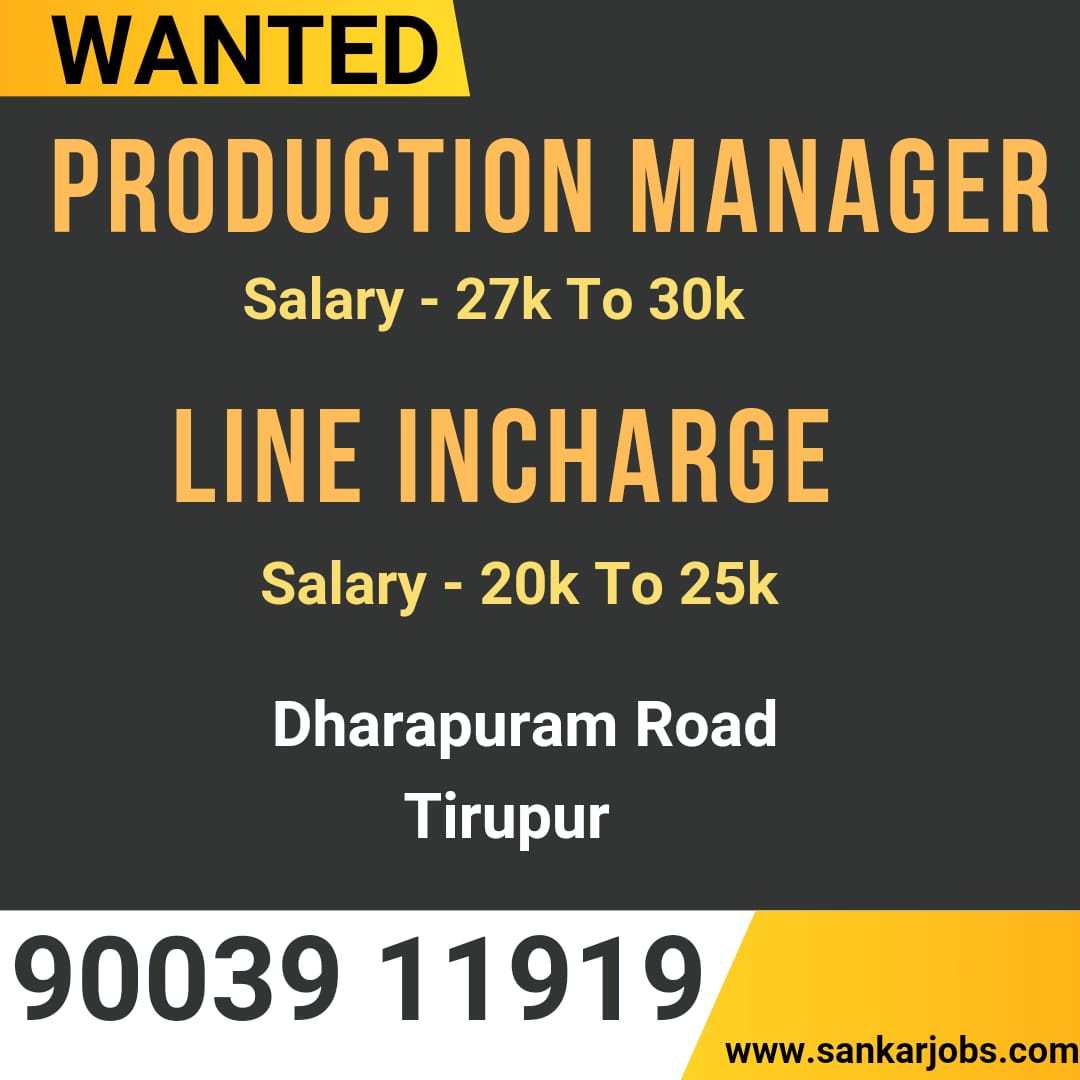 WANTED
PRODUCTION MANAGER
Salary - 27k To 30k
LINE INCHARGE
Salary - 20k To 25k
Dharapuram Road
Tirupur
90039 11919
www.sankarjobs.com